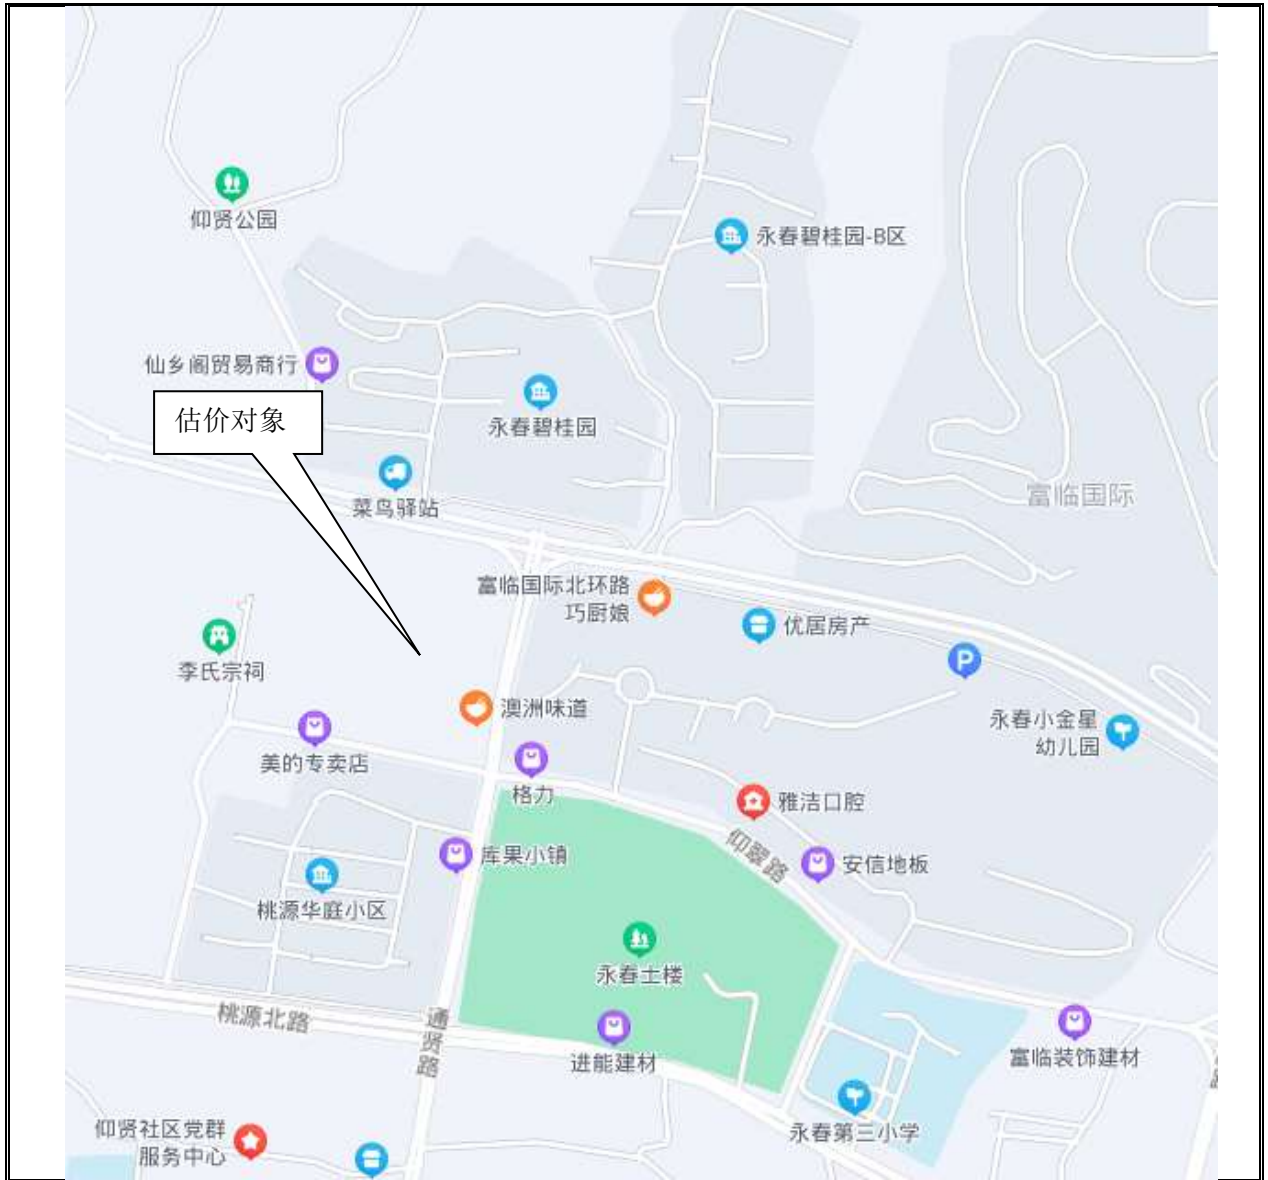 仰贤公园
永春碧桂园-B区
仙乡阁贸易商行
永春碧桂园
估价对象
菜鸟驿站
富临国际
富临国际北环路
巧厨娘
优居房产
李氏宗祠
P
澳洲味道
永春小金星
幼儿园
美的专卖店
格力
雅洁口腔
仰翠路
库果小镇
安信地板
桃源华庭小区
永春土楼
桃源北路
通贤路
进能建材
富临装饰建材
仰贤社区党群
服务中心
永春第三小学